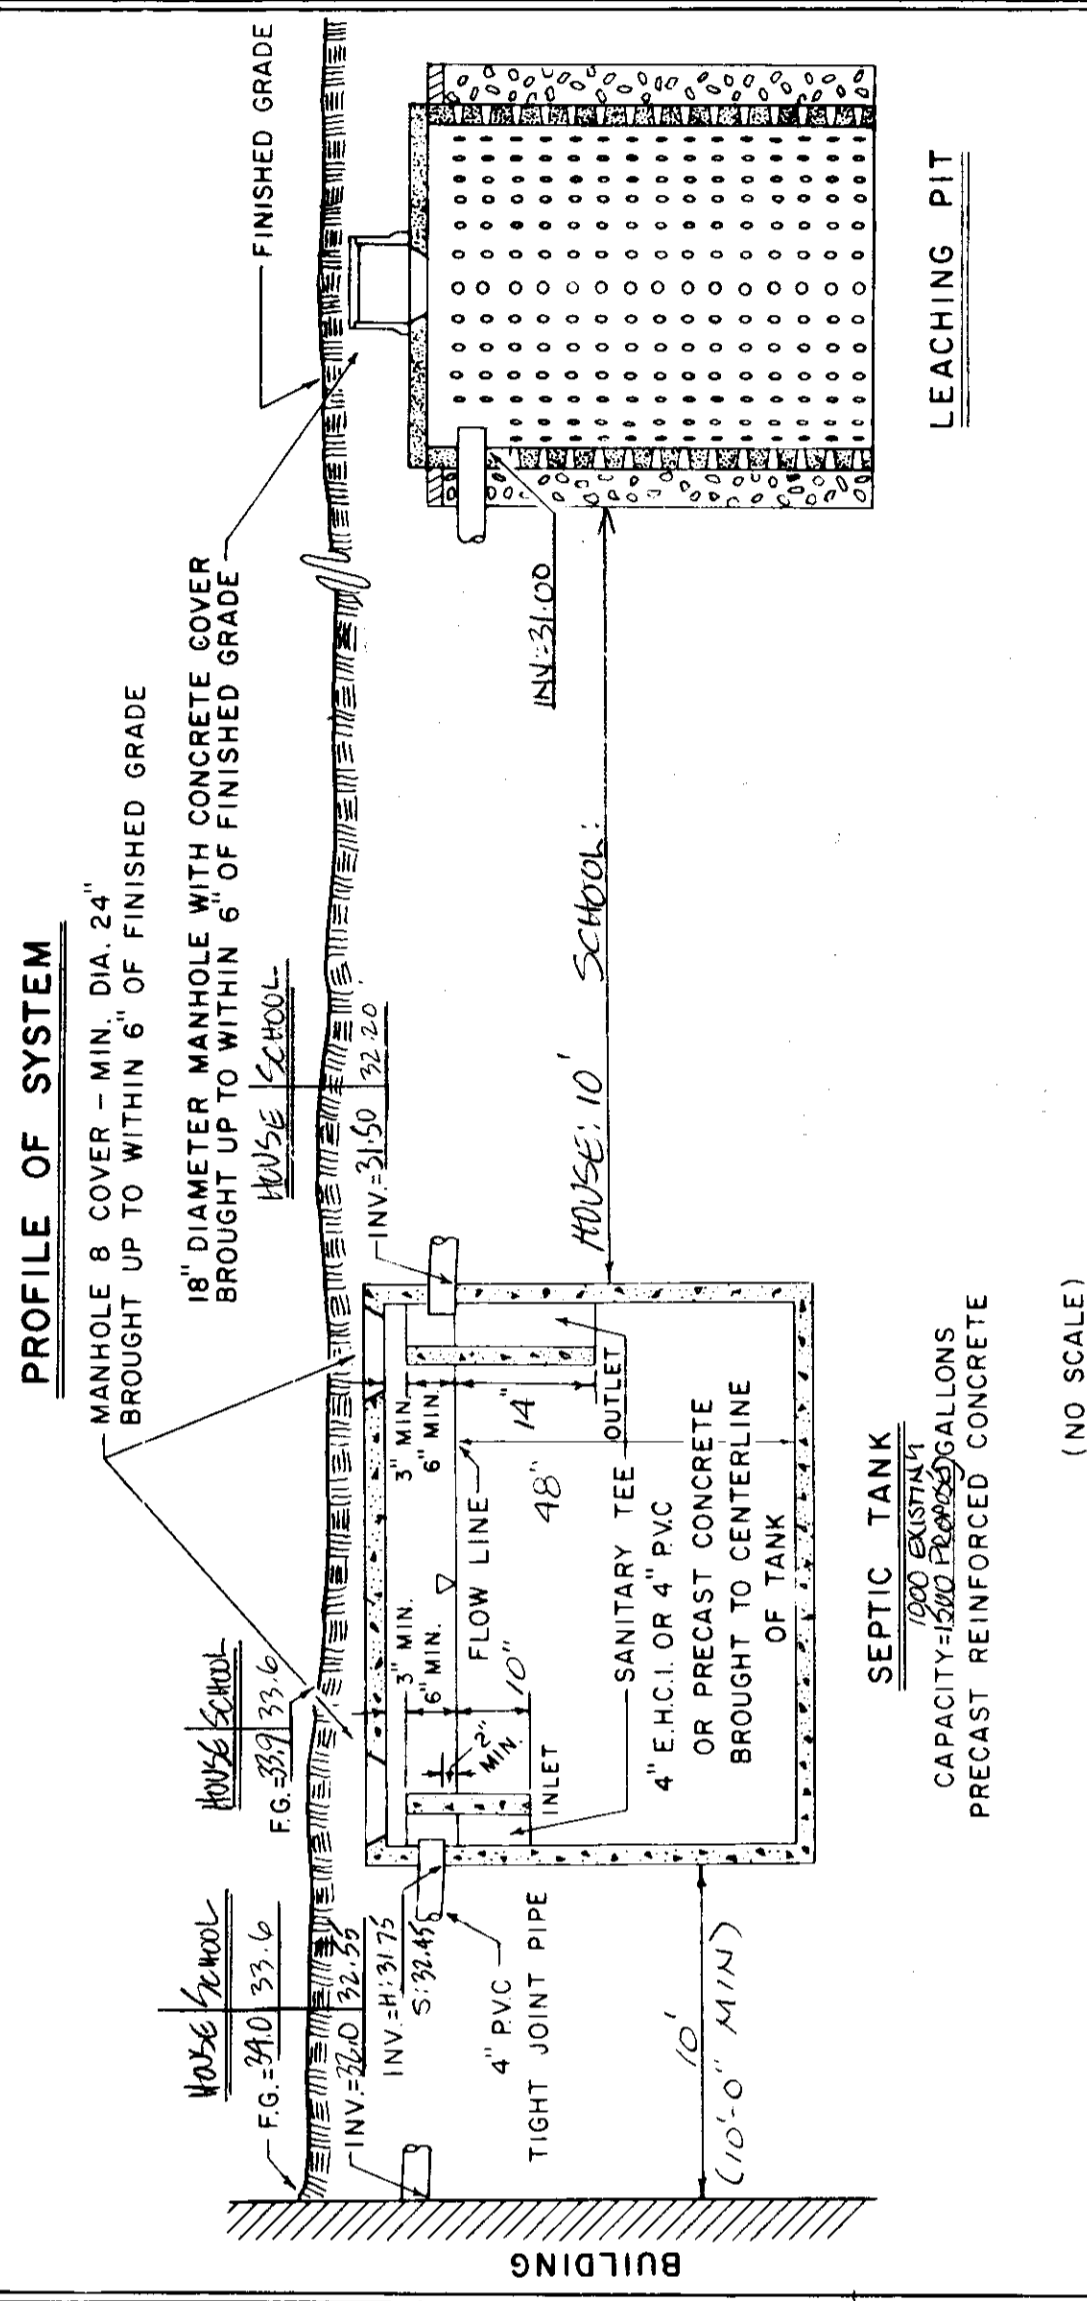 PROFILE OF SYSTEM
MANHOLE 8 COVER – MIN. DIA. 24"
BROUGHT UP TO WITHIN 6" OF FINISHED GRADE
18" DIAMETER MANHOLE WITH CONCRETE COVER
BROUGHT UP TO WITHIN 6" OF FINISHED GRADE
FINISHED GRADE
HOUSE SCHOOL
F.G.=34.0 33.6
INV.=32.0 32.55
HOUSE SCHOOL
F.G.=33.9 33.6
HOUSE SCHOOL
INV.=31.50 32.20
INV.=H:31.75
S:32.45
4" P.V.C
TIGHT JOINT PIPE
3" MIN.
6" MIN.
3" MIN.
6" MIN.
2"
MIN.
FLOW LINE
10"
14"
48"
INLET
OUTLET
SANITARY TEE
4" E.H.C.I. OR 4" P.V.C
OR PRECAST CONCRETE
BROUGHT TO CENTERLINE
OF TANK
INV=31.00
HOUSE: 10' SCHOOL:
10'
(10'-0" MIN)
BUILDING
SEPTIC TANK
1000 EXISTING
CAPACITY=1500 PROPOSED GALLONS
PRECAST REINFORCED CONCRETE
LEACHING PIT
(NO SCALE)